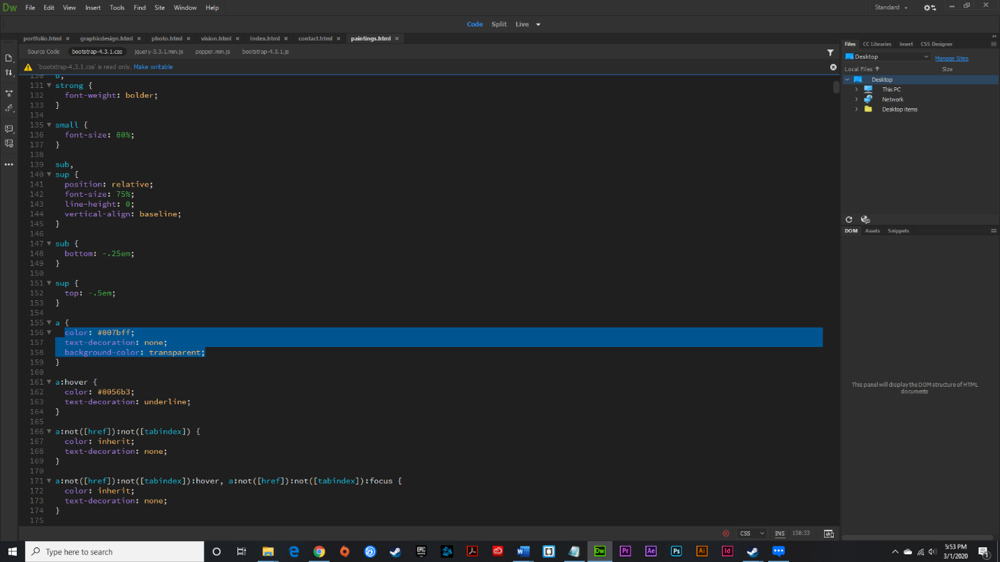 Dw File Edit View Insert Tools Find Site Window Help Standard
Code Split Live
portfolio.html × graphicdesign.html × photo.html × vision.html × Index.html × contact.html × paintings.html ×
Source Code bootstrap-4.3.1.css jquery-3.3.1.min.js popper.min.js bootstrap-4.3.1.js
'bootstrap-4.3.1.css' is read only. Make writable
130 b,
131 strong {
132 font-weight: bolder;
133 }
134
135 small {
136 font-size: 80%;
137 }
138
139 sub,
140 sup {
141 position: relative;
142 font-size: 75%;
143 line-height: 0;
144 vertical-align: baseline;
145 }
146
147 sub {
148 bottom: -.25em;
149 }
150
151 sup {
152 top: -.5em;
153 }
154
155 a {
156 color: #007bff;
157 text-decoration: none;
158 background-color: transparent;
159 }
160
161 a:hover {
162 color: #0056b3;
163 text-decoration: underline;
164 }
165
166 a:not([href]):not([tabindex]) {
167 color: inherit;
168 text-decoration: none;
169 }
170
171 a:not([href]):not([tabindex]):hover, a:not([href]):not([tabindex]):focus {
172 color: inherit;
173 text-decoration: none;
174 }
175
CSS INS 158:33
Files CC Libraries Insert CSS Designer
Desktop Manage Sites
Local Files Size
Desktop
This PC
Network
Desktop items
DOM Assets Snippets
This panel will display the DOM structure of HTML
documents
Type here to search
EPIC GAMES
W Dw Pr Ae Ps Ai Id
5:53 PM
3/1/2020
1